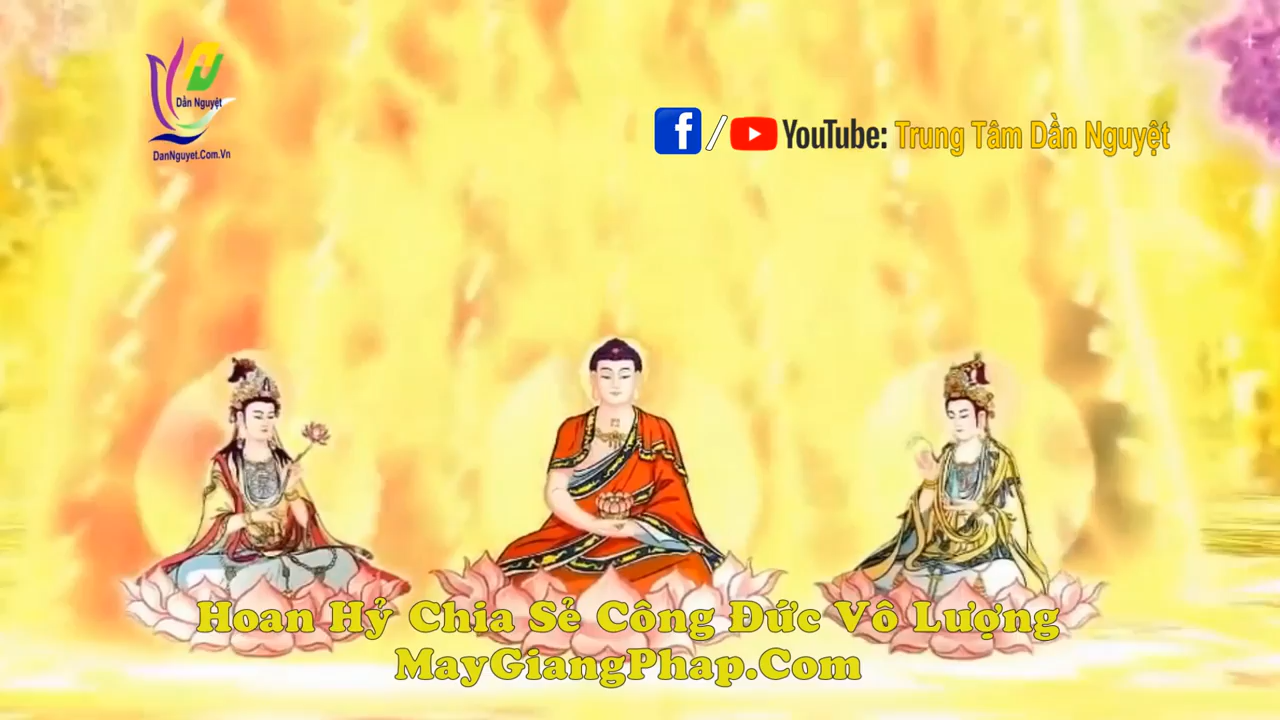 Dần Nguyệt
DanNguyet.Com.Vn
f / YouTube: Trung Tâm Dần Nguyệt
Hoan Hỷ Chia Sẻ Công Đức Vô Lượng
MayGiangPhap.Com